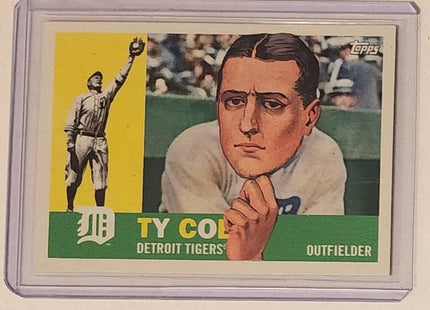 Topps
TY COB
DETROIT TIGERS
OUTFIELDER